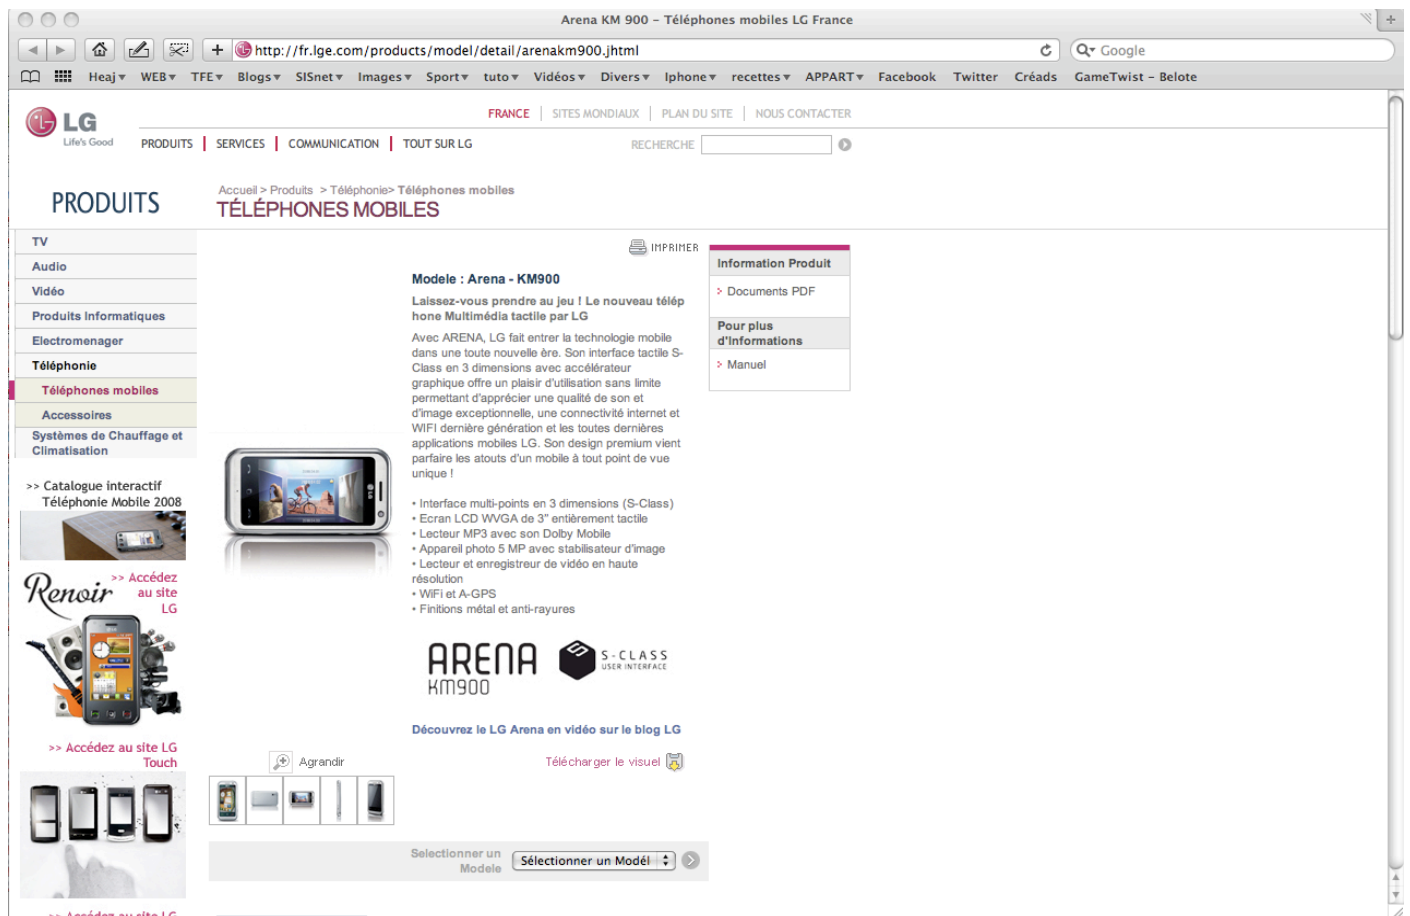 Arena KM 900 – Téléphones mobiles LG France
http://fr.lge.com/products/model/detail/arenakm900.jhtml
Google
Heaj WEB TFE Blogs SISnet Images Sport tuto Vidéos Divers Iphone recettes APPART Facebook Twitter Créads GameTwist – Belote
LG
Life's Good
FRANCE SITES MONDIAUX PLAN DU SITE NOUS CONTACTER
PRODUITS SERVICES COMMUNICATION TOUT SUR LG
RECHERCHE
PRODUITS
Accueil > Produits > Téléphonie> Téléphones mobiles
TÉLÉPHONES MOBILES
TV
Audio
Vidéo
Produits Informatiques
Electromenager
Téléphonie
Téléphones mobiles
Accessoires
Systèmes de Chauffage et
Climatisation
>> Catalogue interactif
Téléphonie Mobile 2008
Renoir
>> Accédez
au site
LG
>> Accédez au site LG
Touch
>> Accédez au site LG
IMPRIMER
Modele : Arena - KM900
Laissez-vous prendre au jeu ! Le nouveau télép
hone Multimédia tactile par LG
Avec ARENA, LG fait entrer la technologie mobile
dans une toute nouvelle ère. Son interface tactile S-
Class en 3 dimensions avec accélérateur
graphique offre un plaisir d'utilisation sans limite
permettant d'apprécier une qualité de son et
d'image exceptionnelle, une connectivité internet et
WIFI dernière génération et les toutes dernières
applications mobiles LG. Son design premium vient
parfaire les atouts d'un mobile à tout point de vue
unique !
• Interface multi-points en 3 dimensions (S-Class)
• Ecran LCD WVGA de 3" entièrement tactile
• Lecteur MP3 avec son Dolby Mobile
• Appareil photo 5 MP avec stabilisateur d'image
• Lecteur et enregistreur de vidéo en haute
résolution
• WiFi et A-GPS
• Finitions métal et anti-rayures
ARENA
KM900
S-CLASS
USER INTERFACE
Découvrez le LG Arena en vidéo sur le blog LG
Agrandir
Télécharger le visuel
Selectionner un
Modele
Sélectionner un Modèl
Information Produit
Documents PDF
Pour plus
d'Informations
Manuel